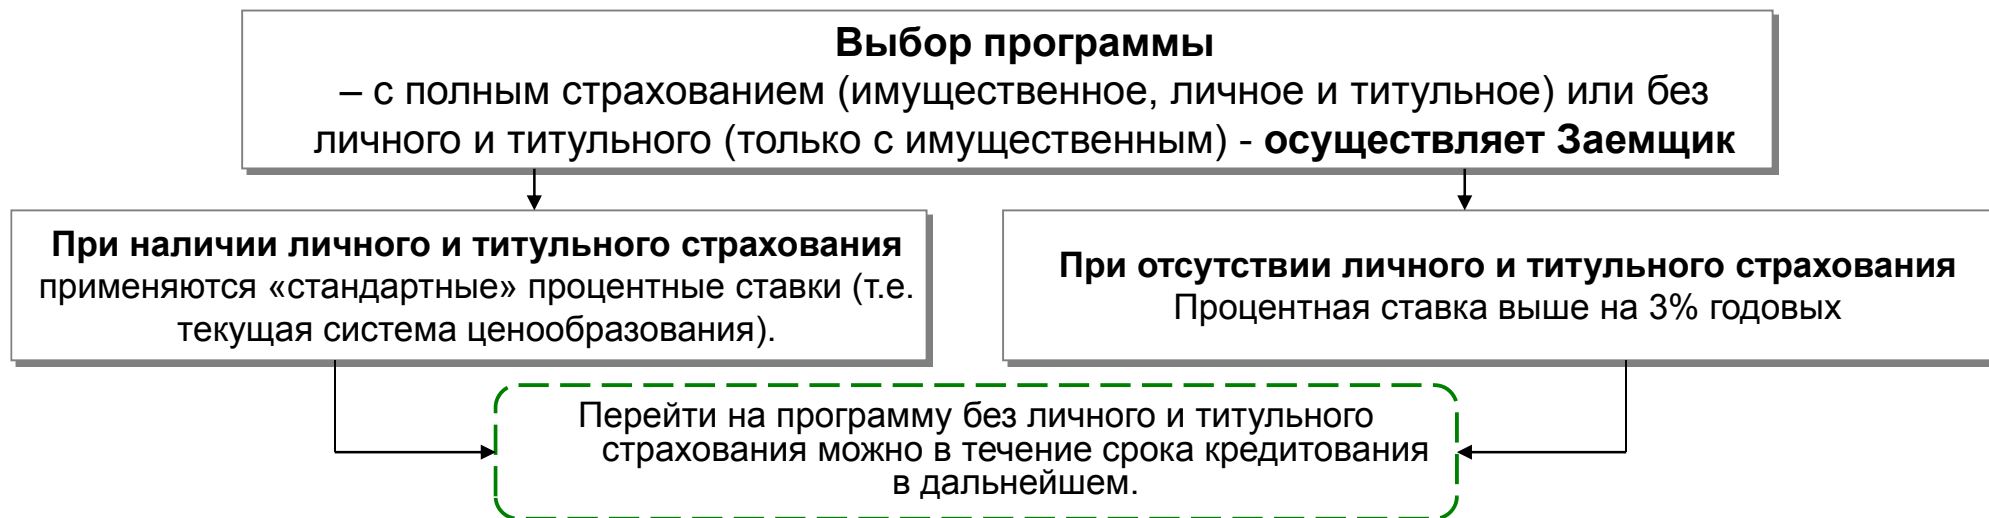 Выбор программы
– с полным страхованием (имущественное, личное и титульное) или без
личного и титульного (только с имущественным) - осуществляет Заемщик
При наличии личного и титульного страхования
применяются «стандартные» процентные ставки (т.е.
текущая система ценообразования).
При отсутствии личного и титульного страхования
Процентная ставка выше на 3% годовых
Перейти на программу без личного и титульного
страхования можно в течение срока кредитования
в дальнейшем.